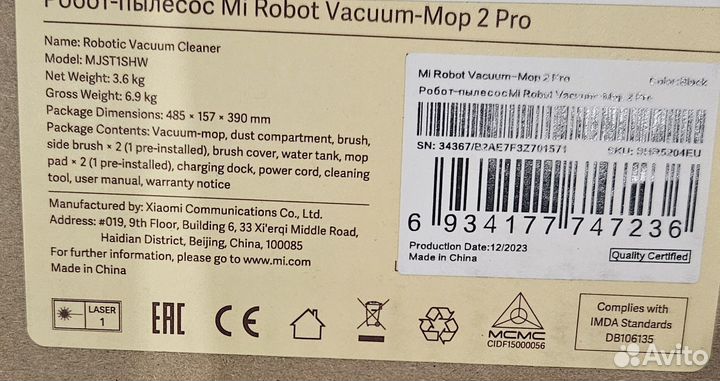 Робот-пылесос Mi Robot Vacuum-Mop 2 Pro
Name: Robotic Vacuum Cleaner
Model: MJST1SHW
Net Weight: 3.6 kg
Gross Weight: 6.9 kg
Package Dimensions: 485 × 157 × 390 mm
Package Contents: Vacuum-mop, dust compartment, brush,
side brush × 2 (1 pre-installed), brush cover, water tank, mop
pad × 2 (1 pre-installed), charging dock, power cord, cleaning
tool, user manual, warranty notice
Manufactured by: Xiaomi Communications Co., Ltd.
Address: #019, 9th Floor, Building 6, 33 Xi'erqi Middle Road,
Haidian District, Beijing, China, 100085
For further information, please go to www.mi.com
Made in China
Mi Robot Vacuum-Mop 2 Pro
Color:Black
Робот-пылесос Mi Robot Vacuum-Mop 2 Pro
SN: 34367/B2AE7F3Z701571
SKU: BHR5204EU
6 934177 747236
Production Date:12/2023
Made in China
Quality Certified
LASER
1
EAC
CE
MCMC
CIDF15000056
Complies with
IMDA Standards
DB106135
Avito